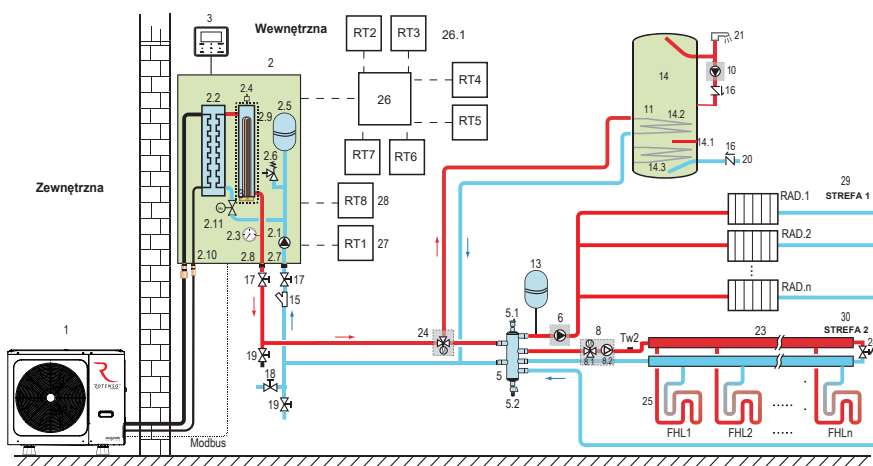 3
Wewnętrzna
RT2
RT3
26.1
21
2
10
14
2.4
2.2
2.5
2.9
26
RT4
16
11
14.2
RT5
14.1
16
2.6
RT7
RT6
14.3
20
Zewnętrzna
29
STREFA 1
RT8
28
RAD.1
2.11
2.3
2.1
RT1
27
RAD.2
2.10
2.8
2.7
17
17
13
RAD.n
15
5.1
6
30
STREFA 2
1
24
8
Tw2
23
8.1
8.2
19
5
18
5.2
25
19
ROTENSO
FHL1
FHL2
.....
.....
FHLn
Modbus